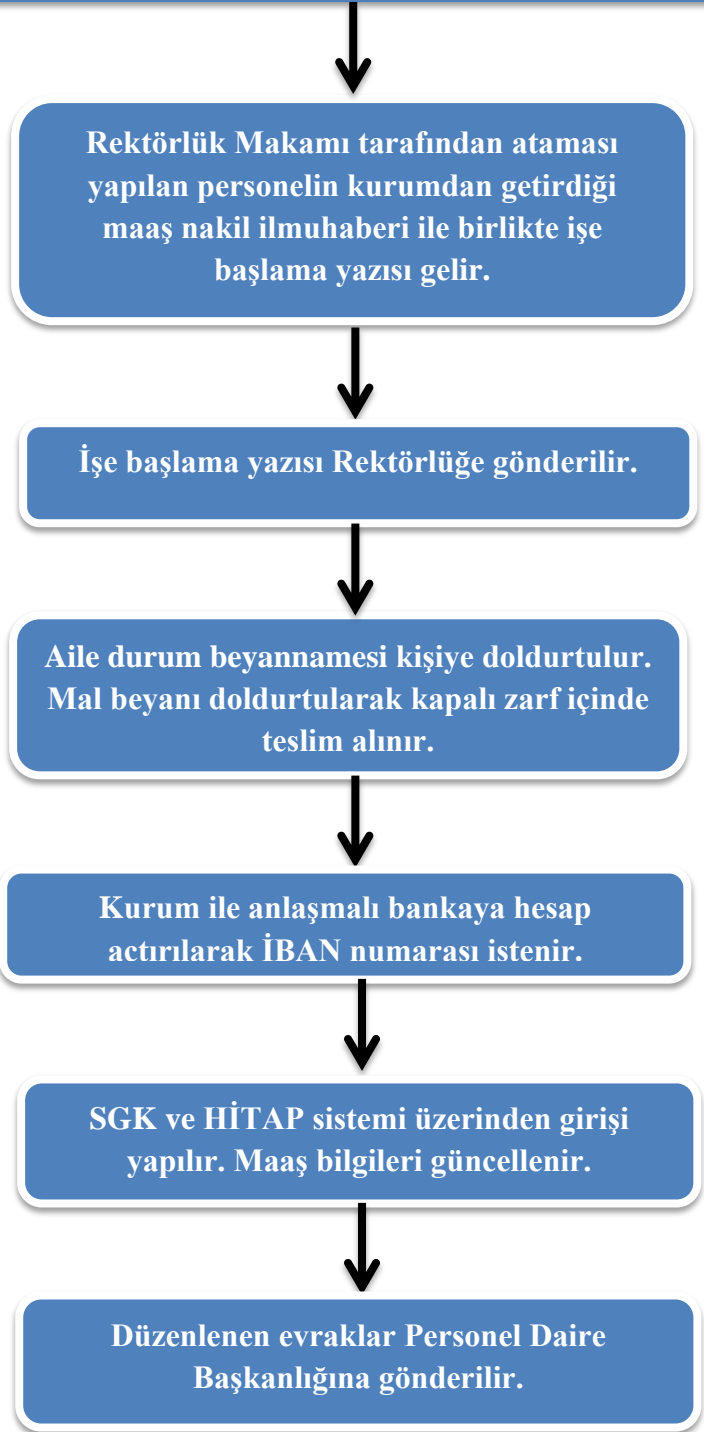 Rektörlük Makamı tarafından ataması
yapılan personelin kurumdan getirdiği
maaş nakil ilmuhaberi ile birlikte işe
başlama yazısı gelir.
İşe başlama yazısı Rektörlüğe gönderilir.
Aile durum beyannamesi kişiye doldurtulur.
Mal beyanı doldurtularak kapalı zarf içinde
teslim alınır.
Kurum ile anlaşmalı bankaya hesap
actırılarak İBAN numarası istenir.
SGK ve HİTAP sistemi üzerinden girişi
yapılır. Maaş bilgileri güncellenir.
Düzenlenen evraklar Personel Daire
Başkanlığına gönderilir.